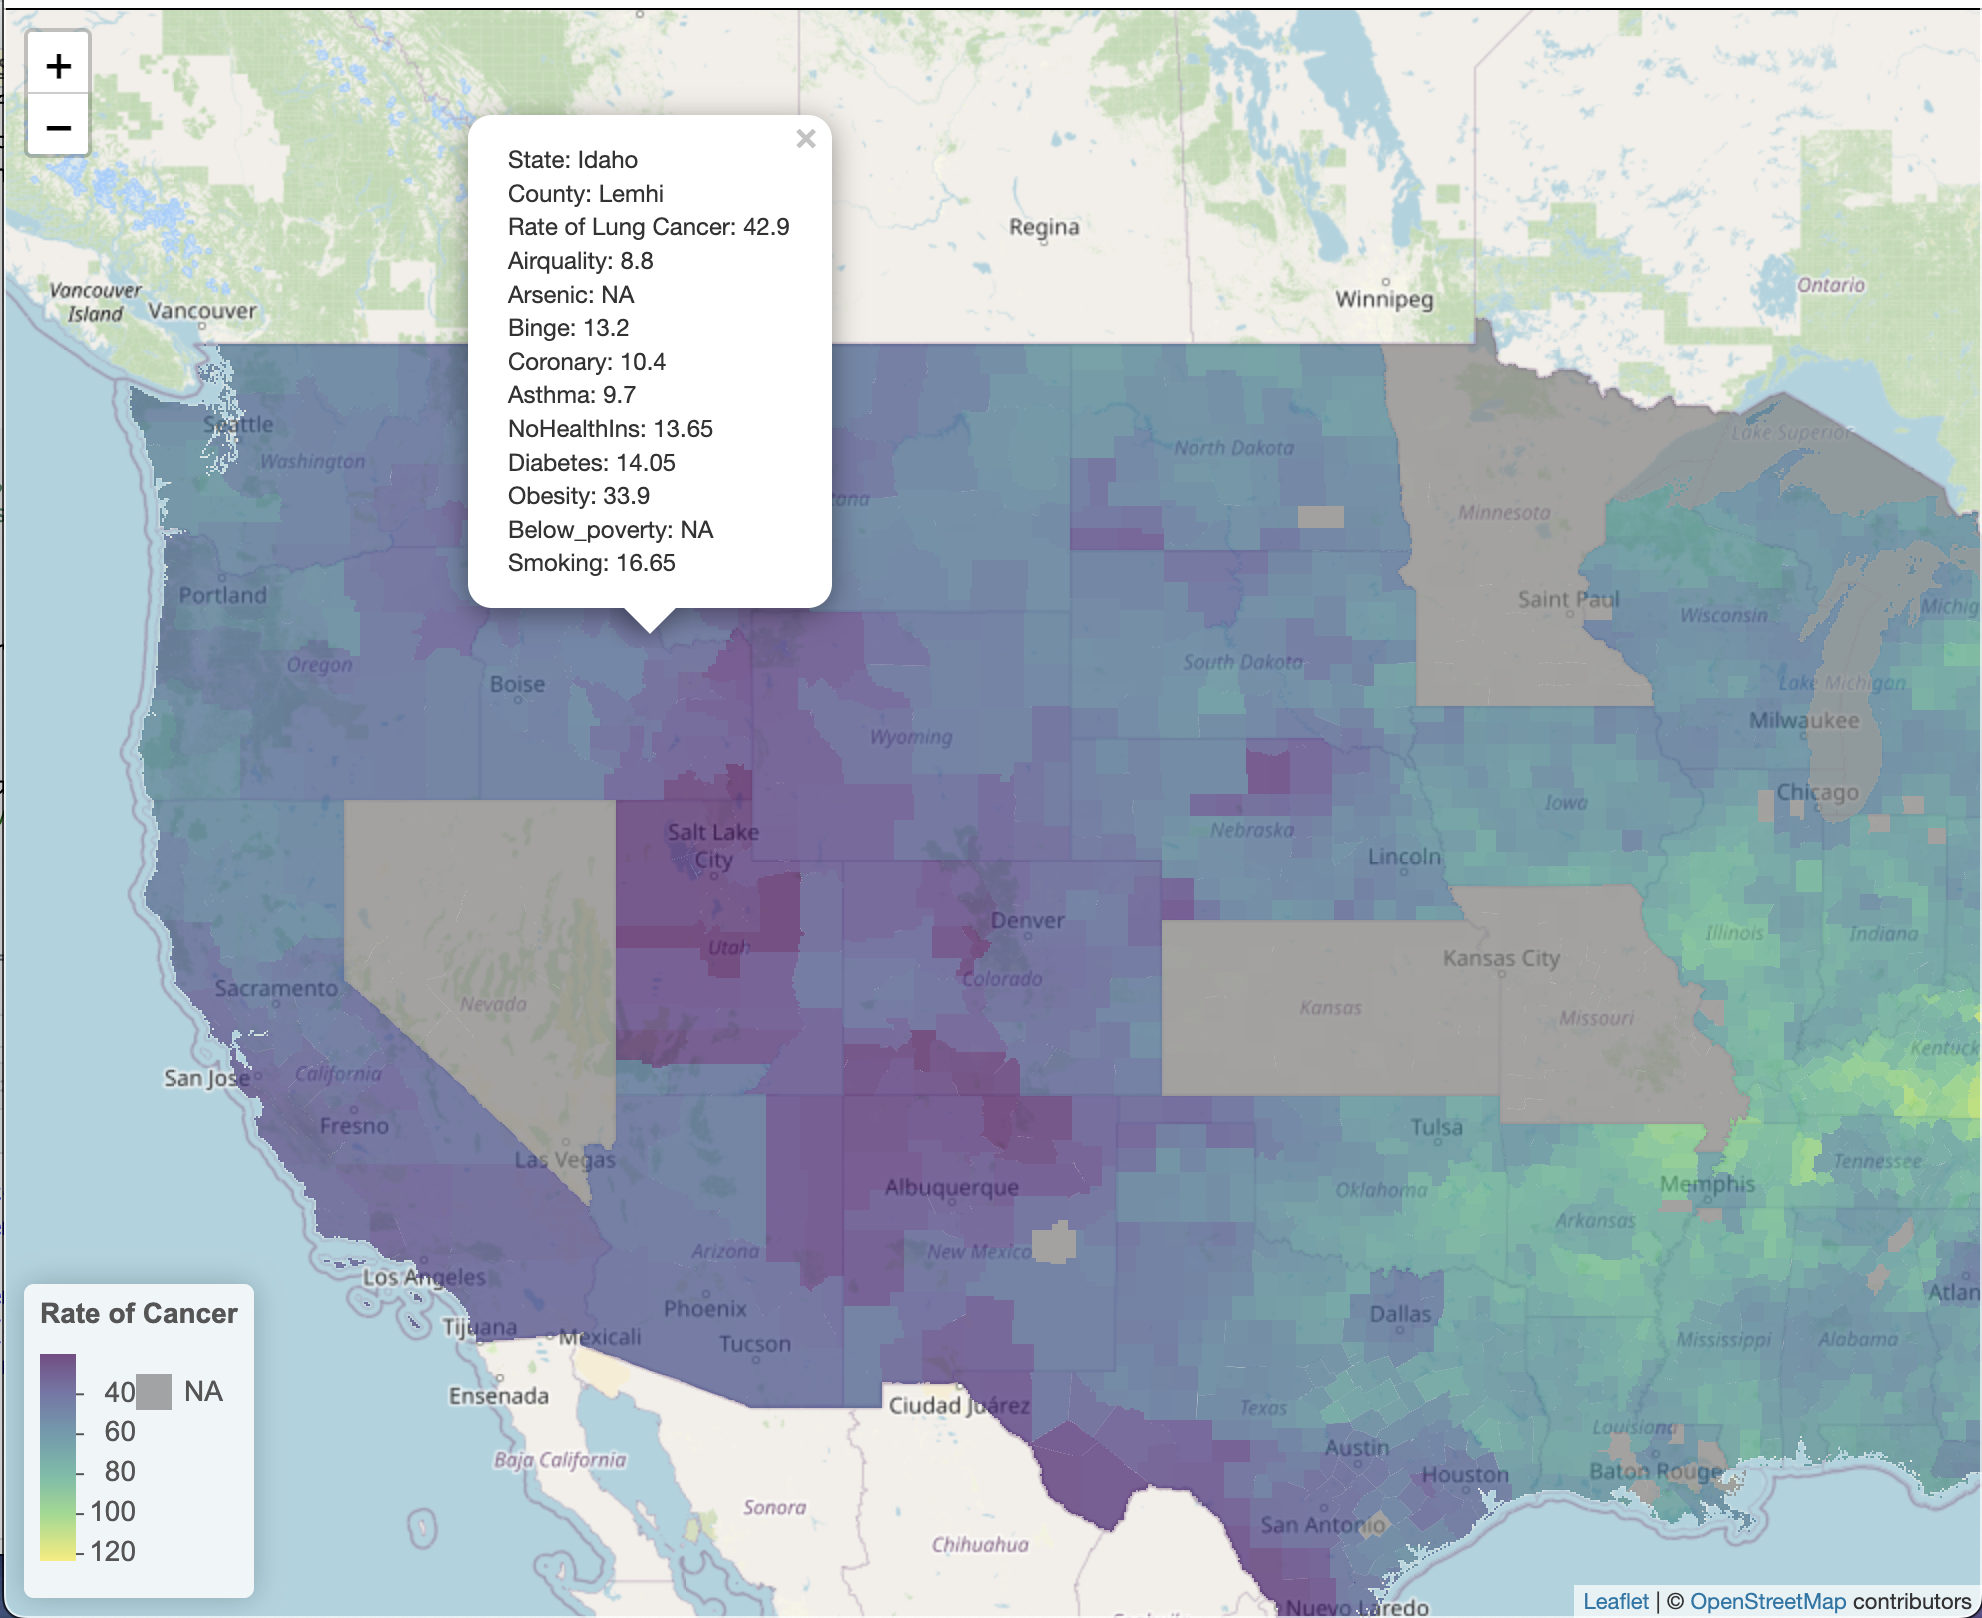 +
−
×
State: Idaho
County: Lemhi
Rate of Lung Cancer: 42.9
Airquality: 8.8
Arsenic: NA
Binge: 13.2
Coronary: 10.4
Asthma: 9.7
NoHealthIns: 13.65
Diabetes: 14.05
Obesity: 33.9
Below_poverty: NA
Smoking: 16.65
Regina
Winnipeg
Ontario
Vancouver
Island
Vancouver
Seattle
Washington
tana
North Dakota
Lake Superior
Minnesota
Saint Paul
Wisconsin
Michig
Portland
Oregon
Boise
South Dakota
Lake Michigan
Milwaukee
Wyoming
Chicago
Iowa
Nebraska
Lincoln
Salt Lake
City
Utah
Denver
Colorado
Illinois
Indiana
Kansas City
Sacramento
Nevada
Kansas
Missouri
Kentuck
San Jose
California
Fresno
Las Vegas
Tulsa
Tennessee
Memphis
Albuquerque
Oklahoma
Arkansas
Arizona
New Mexico
Los Angeles
Phoenix
Dallas
Atlan
Tijuana
Mexicali
Tucson
Mississippi
Alabama
Ensenada
Ciudad Juárez
Texas
Louisiana
Baja California
Austin
Houston
Baton Rouge
Sonora
Chihuahua
San Antonio
Nuevo Laredo
Rate of Cancer
40
NA
60
80
100
120
Leaflet | © OpenStreetMap contributors